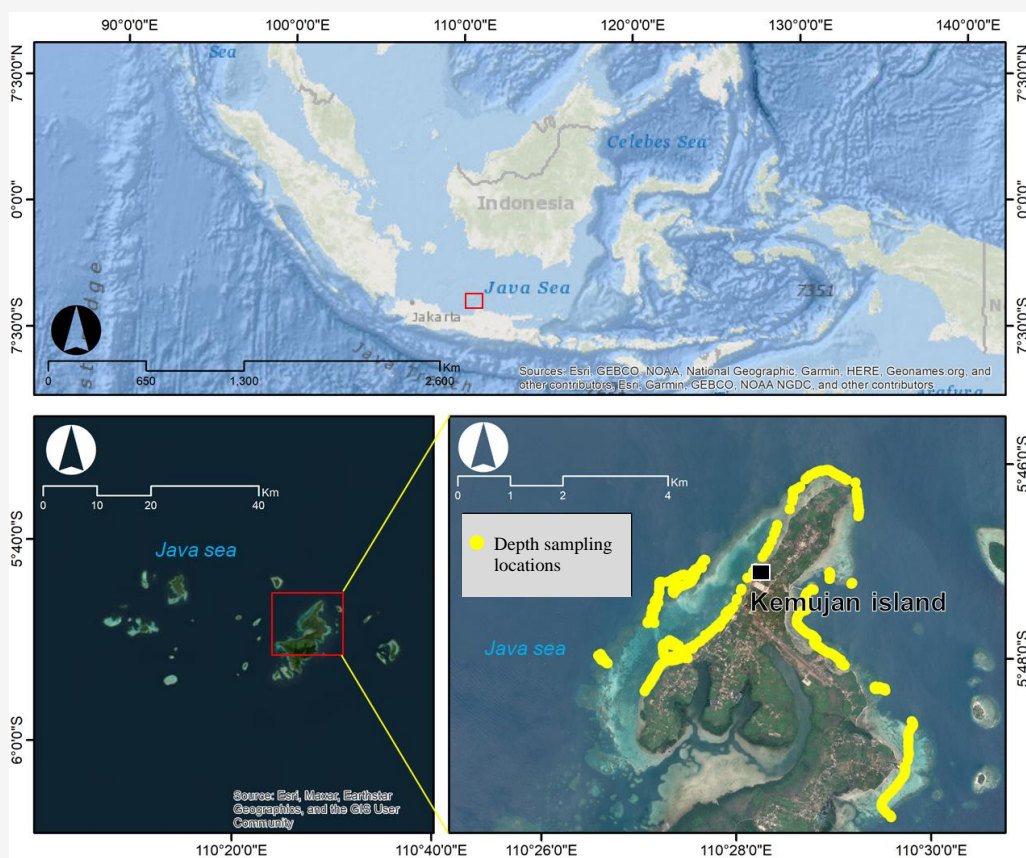 90°0'0"E 100°0'0"E 110°0'0"E 120°0'0"E 130°0'0"E 140°0'0"E
7°30'0"N 7°30'0"N
Sea
Celebes Sea
Indonesia
0°0'0" 0°0'0"
Java Sea
7351
Jakarta
N
7°30'0"S 7°30'0"S
Java
0 650 1,300 2,600 Km
Sources: Esri, GEBCO, NOAA, National Geographic, Garmin, HERE, Geonames.org, and
other contributors, Esri, Garmin, GEBCO, NOAA NGDC, and other contributors
Arafura
0 10 20 40 Km
5°40'0"S
Java sea
6°0'0"S
Source: Esri, Maxar, Earthstar
Geographics, and the GIS User
Community
110°20'0"E 110°40'0"E
0 1 2 4 Km
5°46'0"S
Depth sampling
locations
Kemujan island
Java sea
5°48'0"S
110°26'0"E 110°28'0"E 110°30'0"E